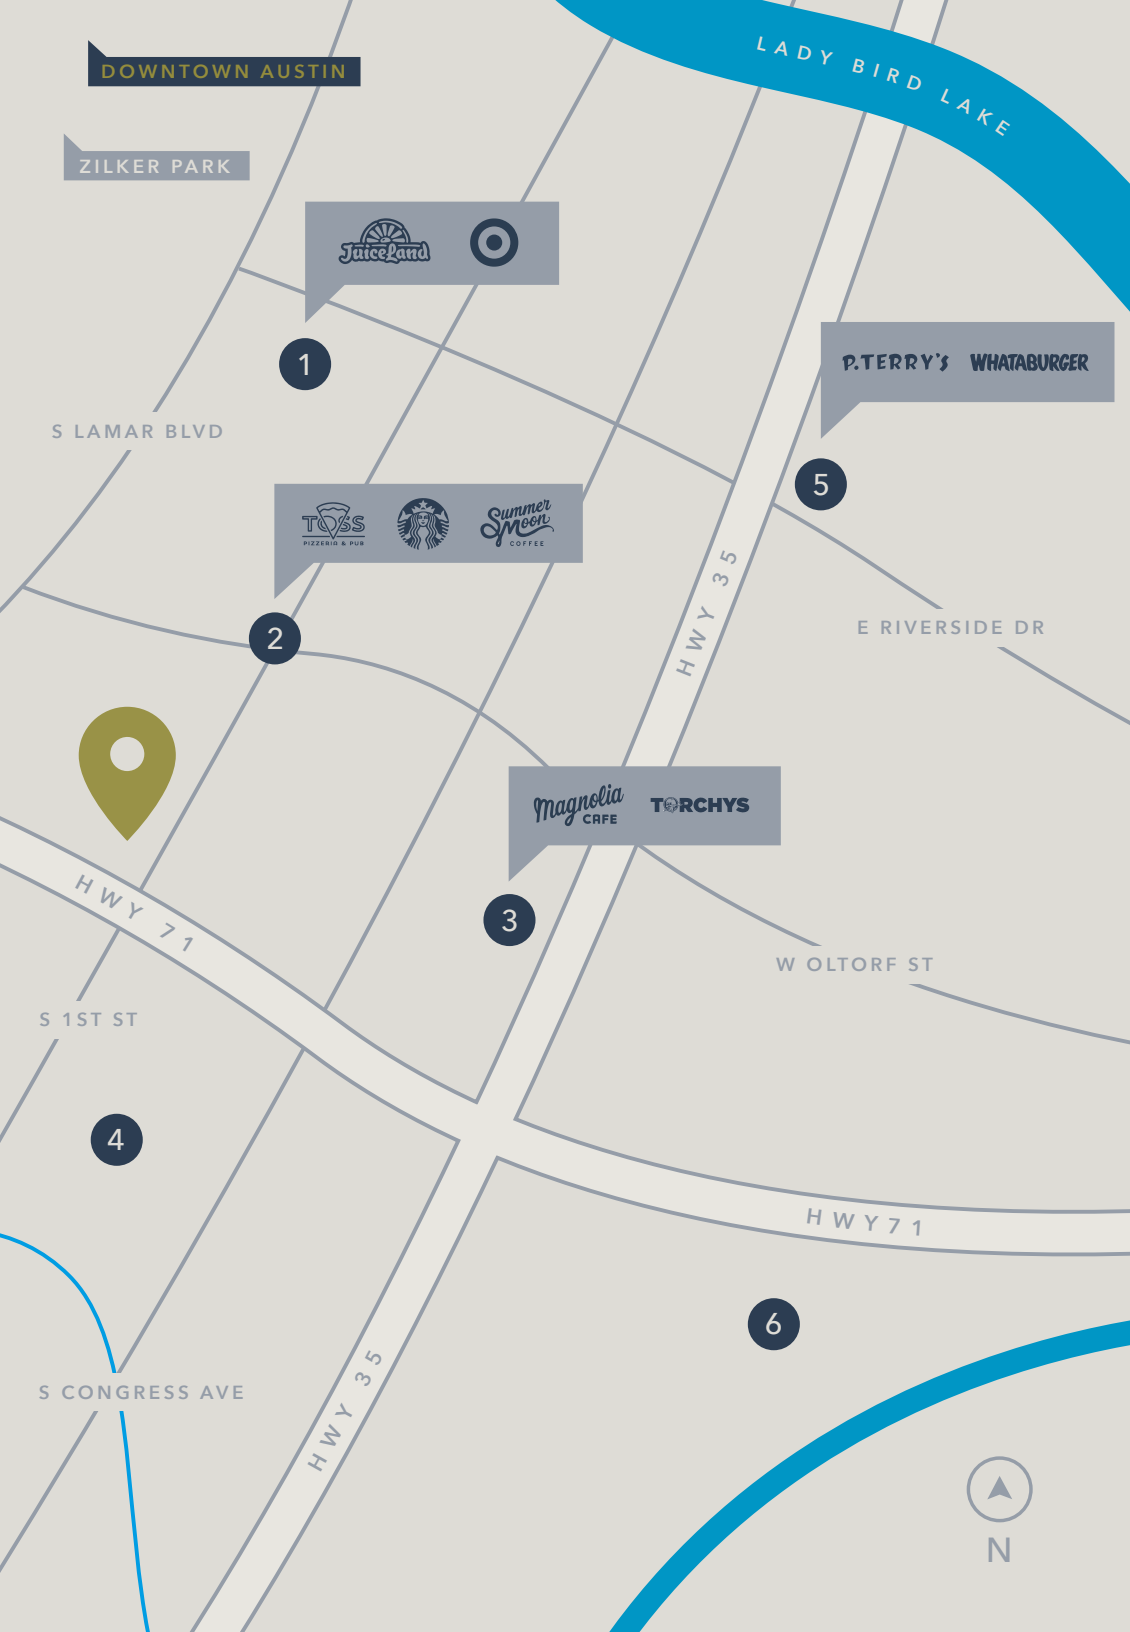 LADY BIRD LAKE
DOWNTOWN AUSTIN
ZILKER PARK
JuiceLand
1
P.TERRY'S WHATABURGER
S LAMAR BLVD
5
TOSS
PIZZERIA & PUB
Summer
Moon
COFFEE
HWY 35
E RIVERSIDE DR
2
Magnolia
CAFE
TORCHYS
HWY 71
3
W OLTORF ST
S 1ST ST
4
HWY71
6
HWY 35
S CONGRESS AVE
N